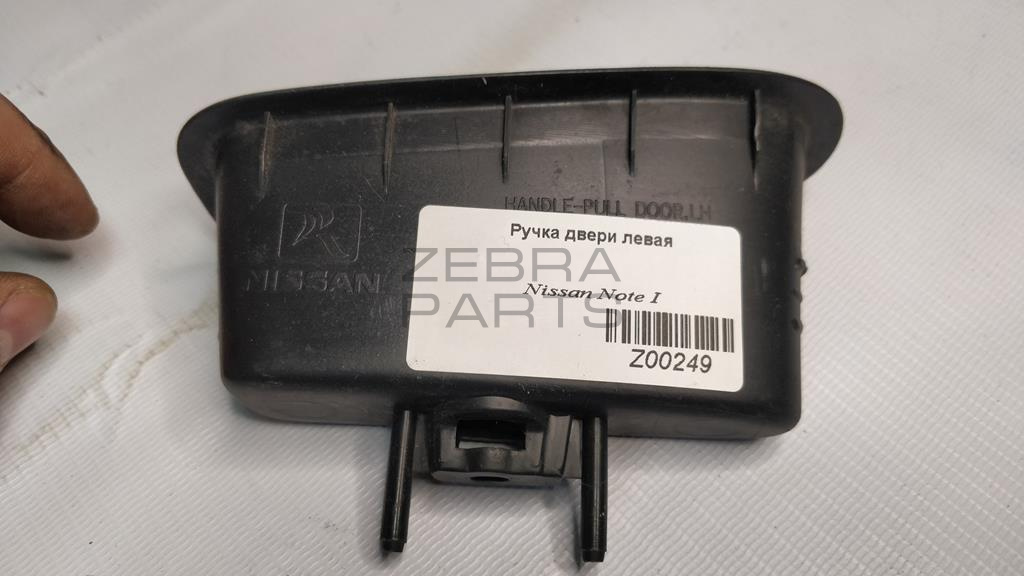 HANDLE-PULL DOOR,LH
NISSAN
Ручка двери левая
ZEBRA
PARTS
Nissan Note I
Z00249